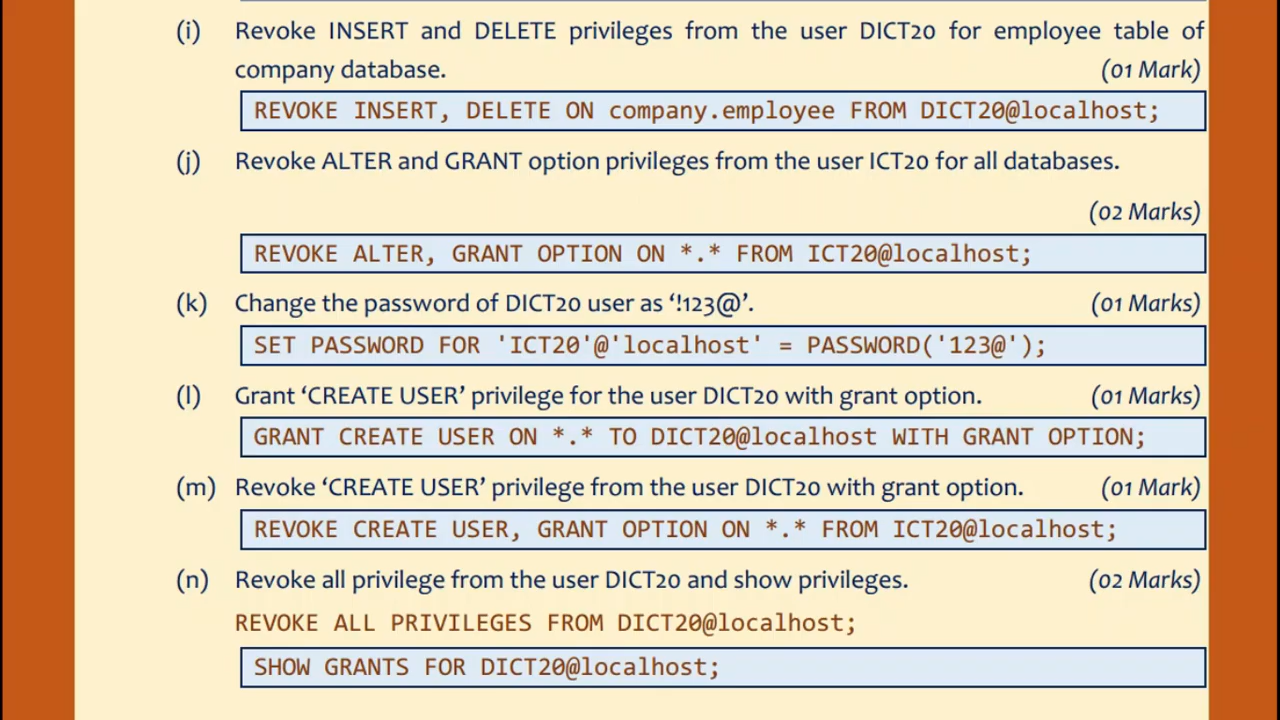 (i) Revoke INSERT and DELETE privileges from the user DICT20 for employee table of
company database. (01 Mark)
REVOKE INSERT, DELETE ON company.employee FROM DICT20@localhost;
(j) Revoke ALTER and GRANT option privileges from the user ICT20 for all databases.
(02 Marks)
REVOKE ALTER, GRANT OPTION ON *.* FROM ICT20@localhost;
(k) Change the password of DICT20 user as ‘!123@’. (01 Marks)
SET PASSWORD FOR 'ICT20'@'localhost' = PASSWORD('123@');
(l) Grant ‘CREATE USER’ privilege for the user DICT20 with grant option. (01 Marks)
GRANT CREATE USER ON *.* TO DICT20@localhost WITH GRANT OPTION;
(m) Revoke ‘CREATE USER’ privilege from the user DICT20 with grant option. (01 Mark)
REVOKE CREATE USER, GRANT OPTION ON *.* FROM ICT20@localhost;
(n) Revoke all privilege from the user DICT20 and show privileges. (02 Marks)
REVOKE ALL PRIVILEGES FROM DICT20@localhost;
SHOW GRANTS FOR DICT20@localhost;